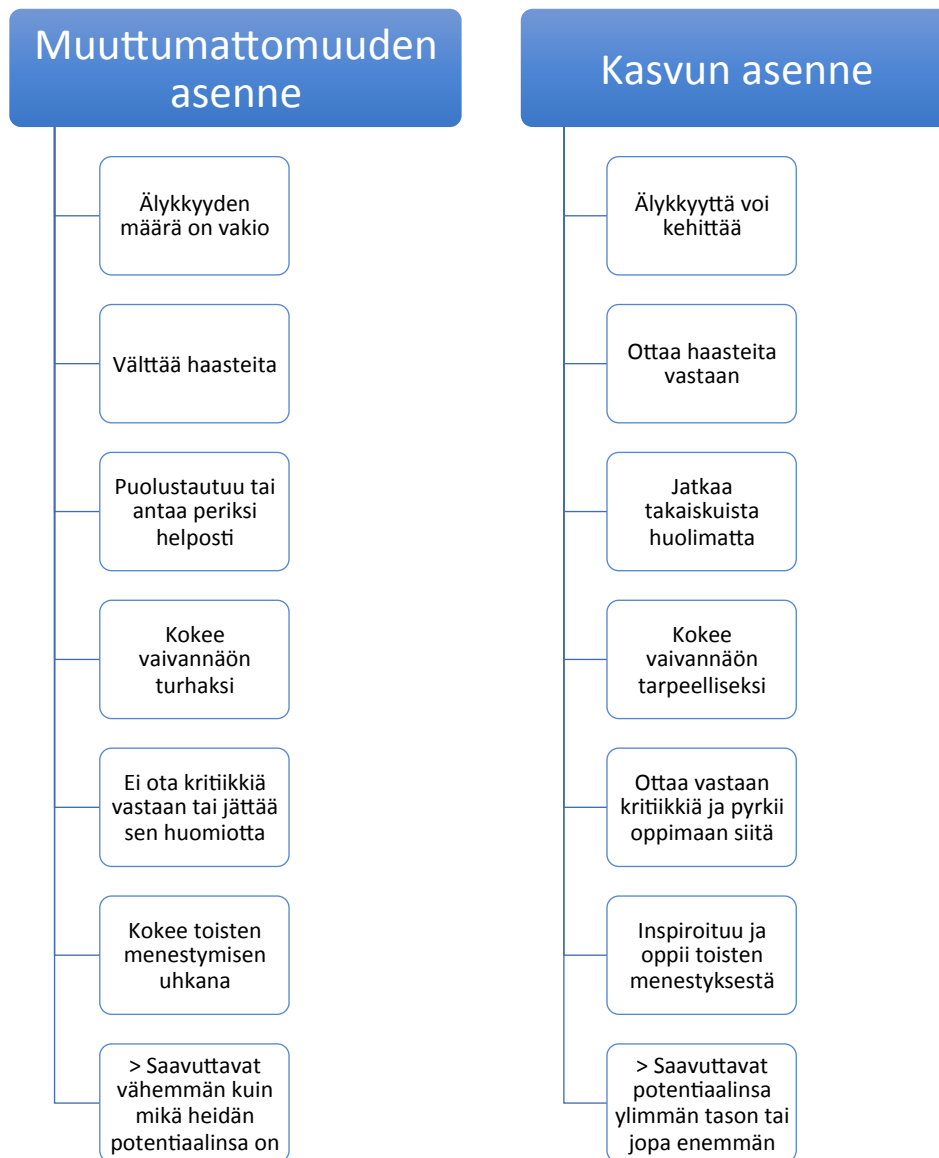 Muuttumattomuuden
asenne
Älykkyyden
määrä on vakio
Välttää haasteita
Puolustautuu tai
antaa periksi
helposti
Kokee
vaivannäön
turhaksi
Ei ota kritiikkiä
vastaan tai jättää
sen huomiotta
Kokee toisten
menestymisen
uhkana
> Saavuttavat
vähemmän kuin
mikä heidän
potentiaalinsa on
Kasvun asenne
Älykkyyttä voi
kehittää
Ottaa haasteita
vastaan
Jatkaa
takaiskuista
huolimatta
Kokee
vaivannäön
tarpeelliseksi
Ottaa vastaan
kritiikkiä ja pyrkii
oppimaan siitä
Inspiroituu ja
oppii toisten
menestyksestä
> Saavuttavat
potentiaalinsa
ylimmän tason tai
jopa enemmän